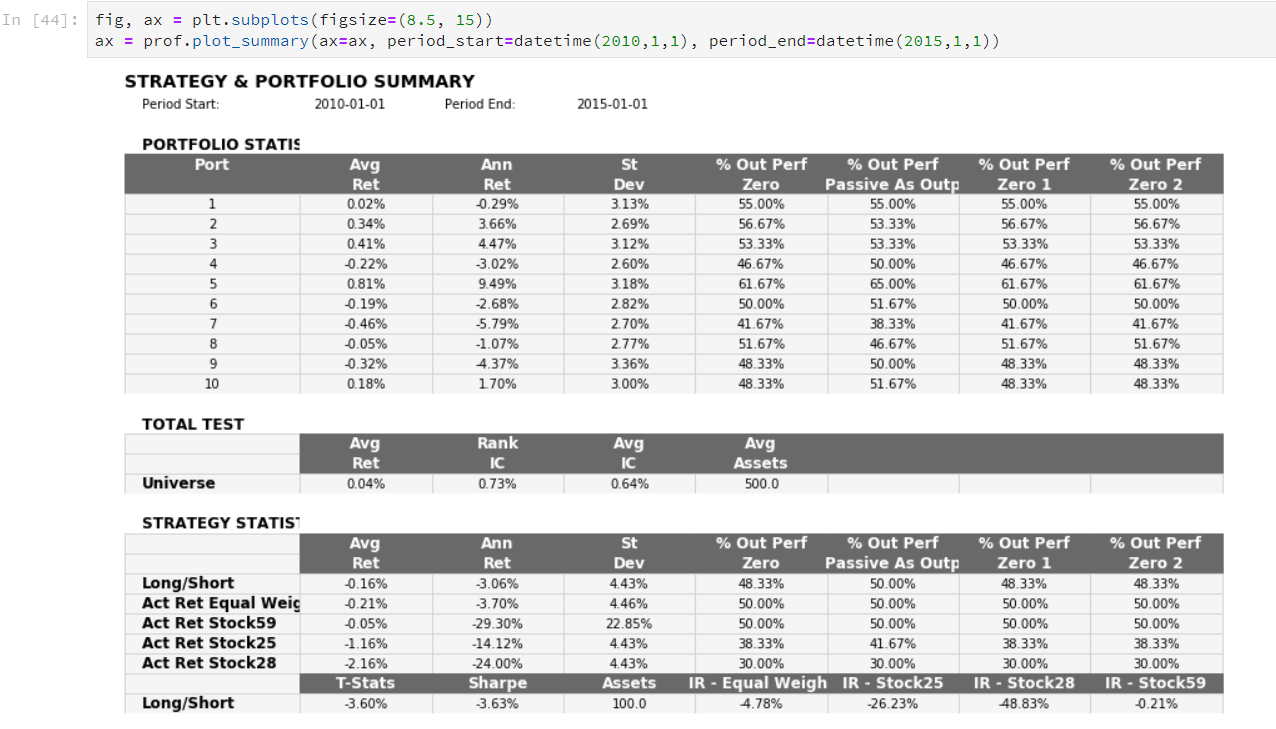 In [44]: fig, ax = plt.subplots(figsize=(8.5, 15))
ax = prof.plot_summary(ax=ax, period_start=datetime(2010,1,1), period_end=datetime(2015,1,1))
STRATEGY & PORTFOLIO SUMMARY
Period Start: 2010-01-01 Period End: 2015-01-01
PORTFOLIO STATIS
Port Avg Ann St % Out Perf % Out Perf % Out Perf % Out Perf
Ret Ret Dev Zero Passive As Outp Zero 1 Zero 2
1 0.02% -0.29% 3.13% 55.00% 55.00% 55.00% 55.00%
2 0.34% 3.66% 2.69% 56.67% 53.33% 56.67% 56.67%
3 0.41% 4.47% 3.12% 53.33% 53.33% 53.33% 53.33%
4 -0.22% -3.02% 2.60% 46.67% 50.00% 46.67% 46.67%
5 0.81% 9.49% 3.18% 61.67% 65.00% 61.67% 61.67%
6 -0.19% -2.68% 2.82% 50.00% 51.67% 50.00% 50.00%
7 -0.46% -5.79% 2.70% 41.67% 38.33% 41.67% 41.67%
8 -0.05% -1.07% 2.77% 51.67% 46.67% 51.67% 51.67%
9 -0.32% -4.37% 3.36% 48.33% 50.00% 48.33% 48.33%
10 0.18% 1.70% 3.00% 48.33% 51.67% 48.33% 48.33%
TOTAL TEST
Avg Rank Avg Avg
Ret IC IC Assets
Universe 0.04% 0.73% 0.64% 500.0
STRATEGY STATIST
Avg Ann St % Out Perf % Out Perf % Out Perf % Out Perf
Ret Ret Dev Zero Passive As Outp Zero 1 Zero 2
Long/Short -0.16% -3.06% 4.43% 48.33% 50.00% 48.33% 48.33%
Act Ret Equal Weig -0.21% -3.70% 4.46% 50.00% 50.00% 50.00% 50.00%
Act Ret Stock59 -0.05% -29.30% 22.85% 50.00% 50.00% 50.00% 50.00%
Act Ret Stock25 -1.16% -14.12% 4.43% 38.33% 41.67% 38.33% 38.33%
Act Ret Stock28 -2.16% -24.00% 4.43% 30.00% 30.00% 30.00% 30.00%
T-Stats Sharpe Assets IR - Equal Weigh IR - Stock25 IR - Stock28 IR - Stock59
Long/Short -3.60% -3.63% 100.0 -4.78% -26.23% -48.83% -0.21%